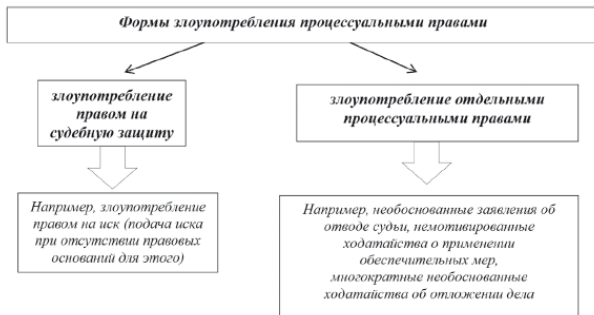 Формы злоупотребления процессуальными правами
злоупотребление
правом на
судебную защиту
злоупотребление отдельными
процессуальными правами
Например, злоупотребление
правом на иск (подача иска
при отсутствии правовых
оснований для этого)
Например, необоснованные заявления об
отводе судьи, немотивированные
ходатайства о применении
обеспечительных мер,
многократные необоснованные
ходатайства об отложении дела